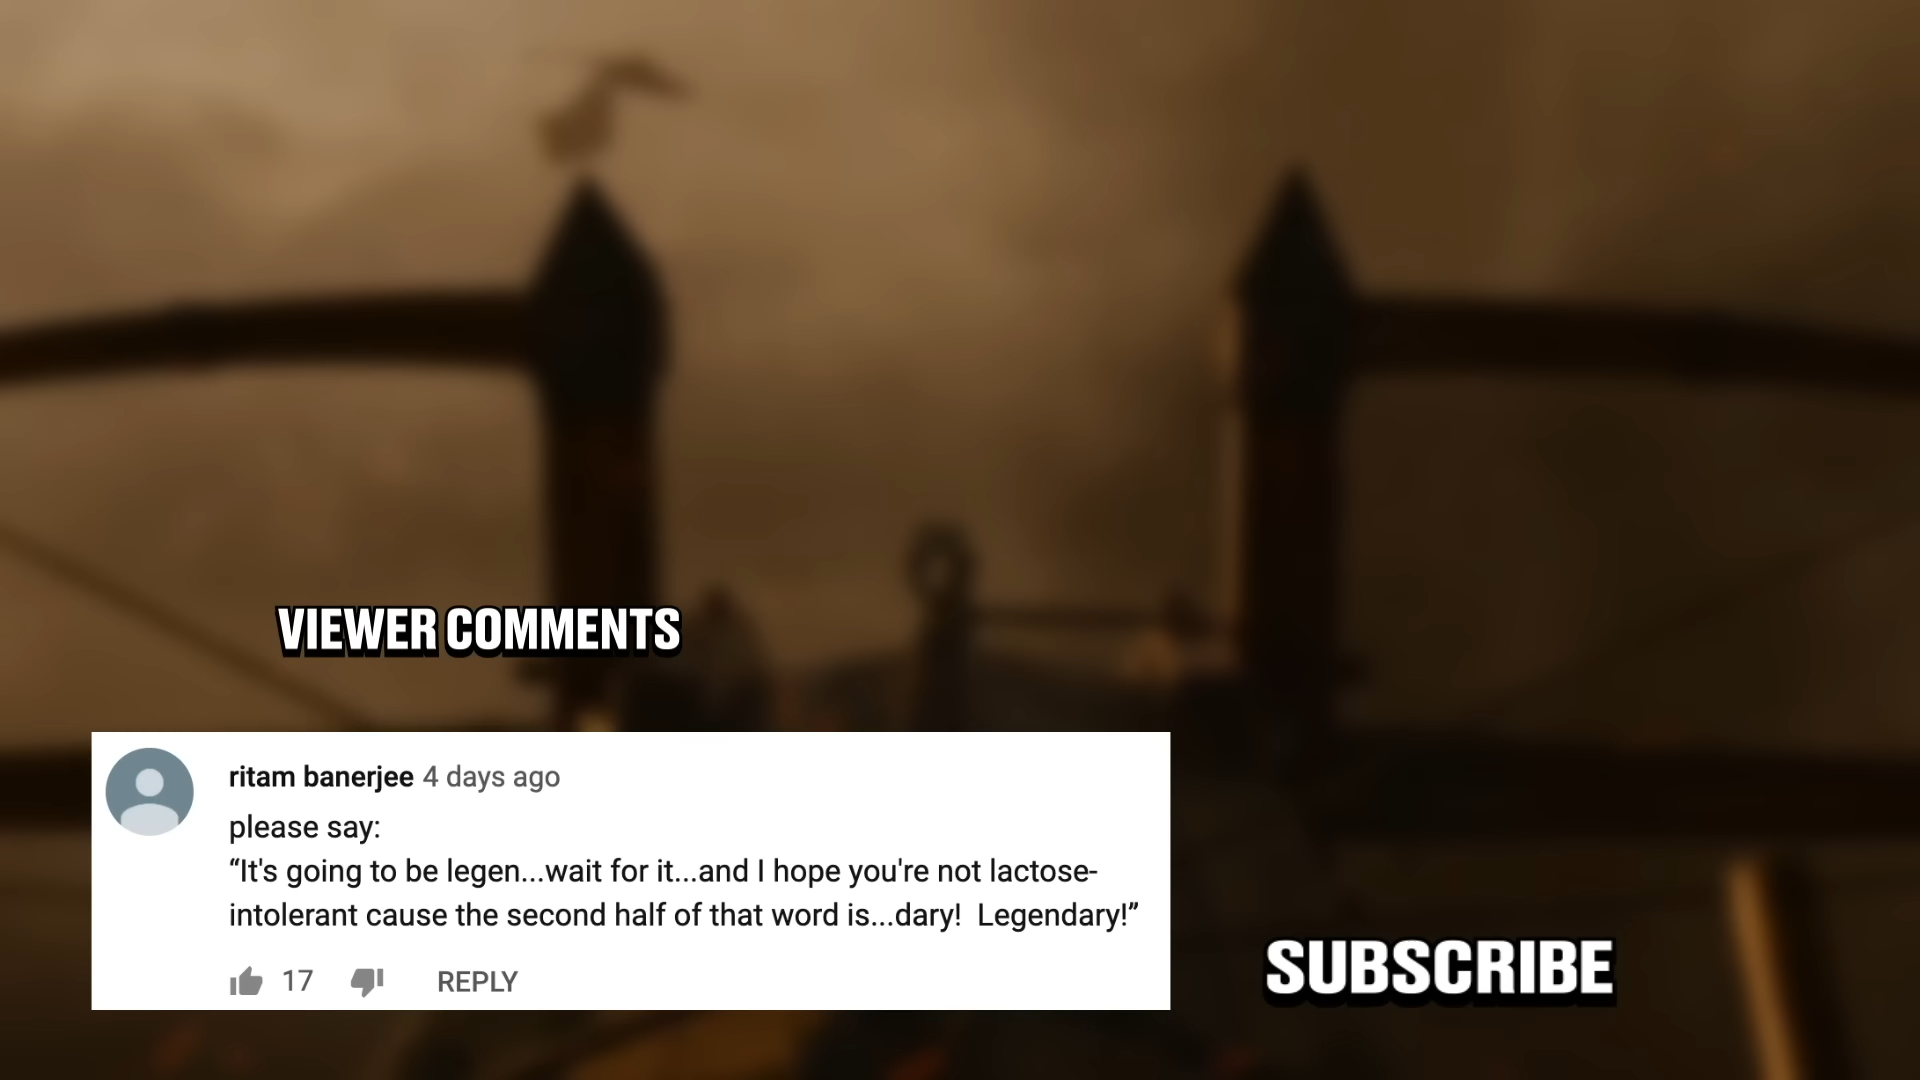 VIEWER COMMENTS
ritam banerjee 4 days ago
please say:
“It's going to be legen...wait for it...and I hope you're not lactose-
intolerant cause the second half of that word is...dary!  Legendary!”
17 REPLY
SUBSCRIBE